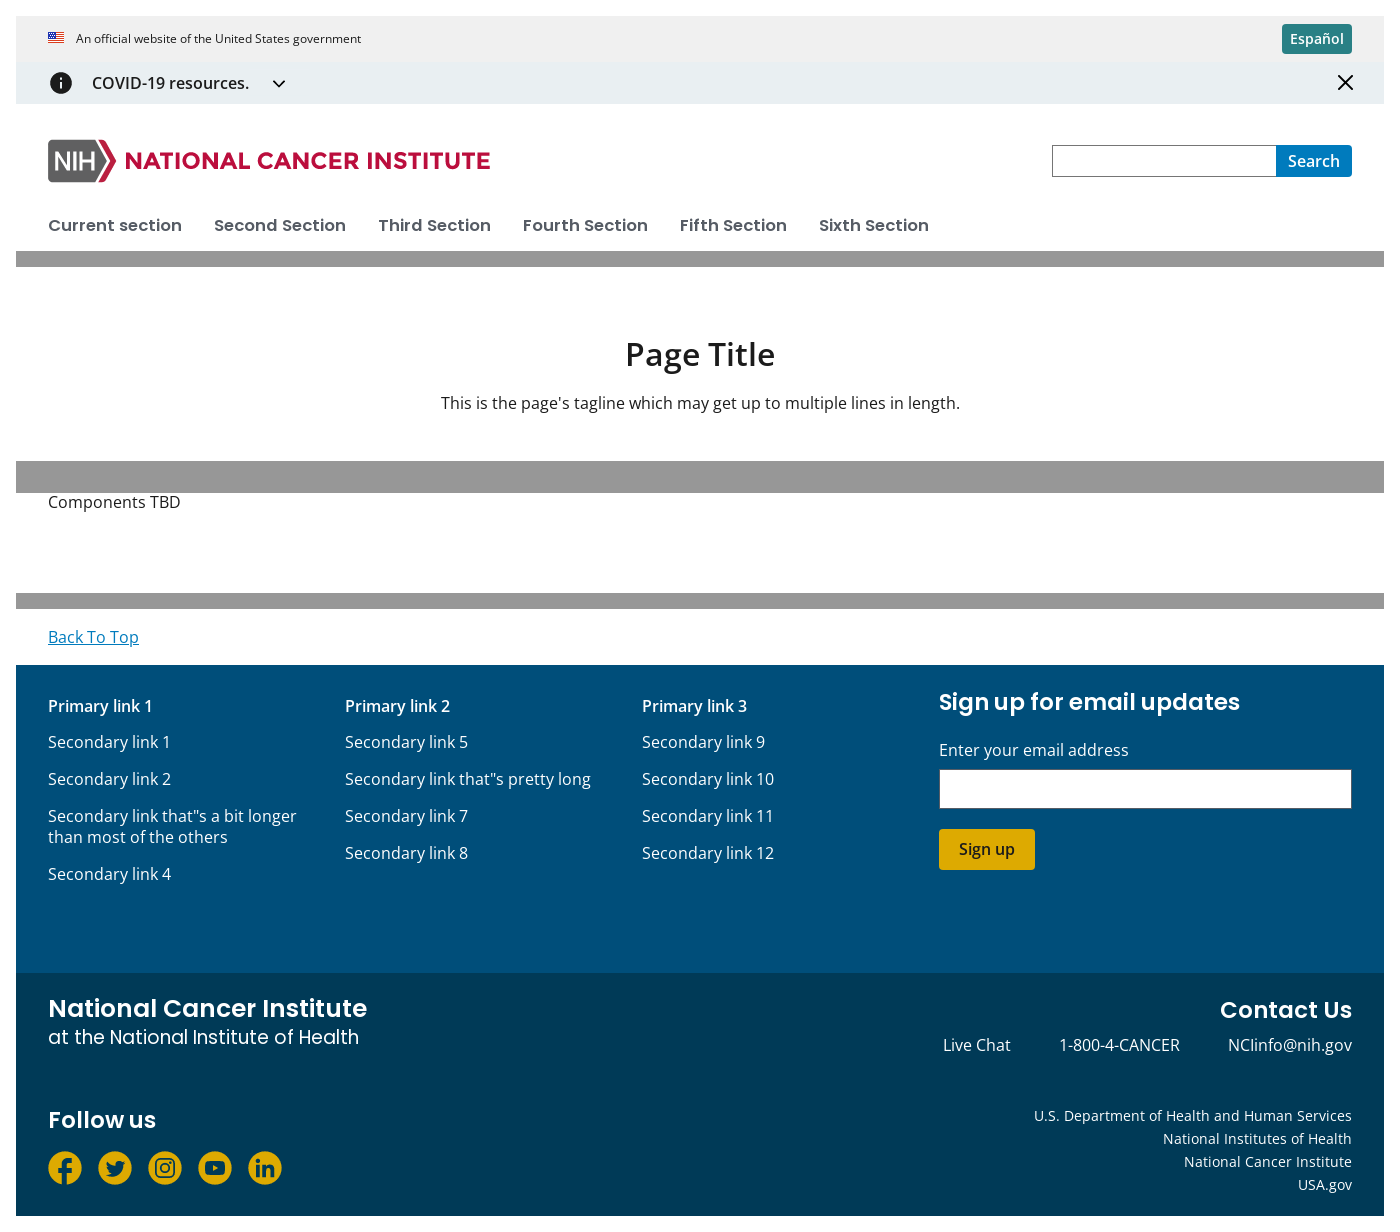 An official website of the United States government
Español
COVID-19 resources.
NIH NATIONAL CANCER INSTITUTE
Search
Current section Second Section Third Section Fourth Section Fifth Section Sixth Section
Page Title
This is the page's tagline which may get up to multiple lines in length.
Components TBD
Back To Top
Primary link 1
Secondary link 1
Secondary link 2
Secondary link that"s a bit longer
than most of the others
Secondary link 4
Primary link 2
Secondary link 5
Secondary link that"s pretty long
Secondary link 7
Secondary link 8
Primary link 3
Secondary link 9
Secondary link 10
Secondary link 11
Secondary link 12
Sign up for email updates
Enter your email address
Sign up
National Cancer Institute
at the National Institute of Health
Contact Us
Live Chat 1-800-4-CANCER NCIinfo@nih.gov
Follow us
U.S. Department of Health and Human Services
National Institutes of Health
National Cancer Institute
USA.gov